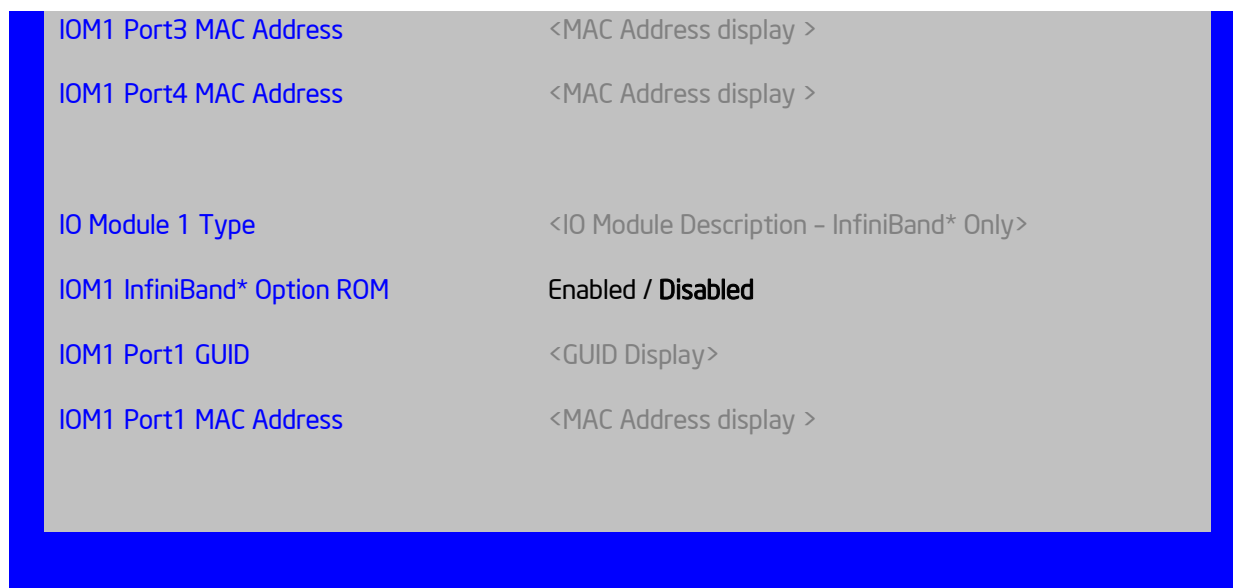 IOM1 Port3 MAC Address <MAC Address display >
IOM1 Port4 MAC Address <MAC Address display >
IO Module 1 Type <IO Module Description – InfiniBand* Only>
IOM1 InfiniBand* Option ROM Enabled / Disabled
IOM1 Port1 GUID <GUID Display>
IOM1 Port1 MAC Address <MAC Address display >